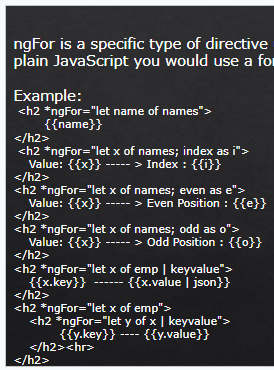 ngFor is a specific type of directive
plain JavaScript you would use a for
Example:
<h2 *ngFor="let name of names">
{{name}}
</h2>
<h2 *ngFor="let x of names; index as i">
Value: {{x}} ----- > Index : {{i}}
</h2>
<h2 *ngFor="let x of names; even as e">
Value: {{x}} ----- > Even Position : {{e}}
</h2>
<h2 *ngFor="let x of names; odd as o">
Value: {{x}} ----- > Odd Position : {{o}}
</h2>
<h2 *ngFor="let x of emp | keyvalue">
{{x.key}} ------ {{x.value | json}}
</h2>
<h2 *ngFor="let x of emp">
<h2 *ngFor="let y of x | keyvalue">
{{y.key}} ---- {{y.value}}
</h2><hr>
</h2>